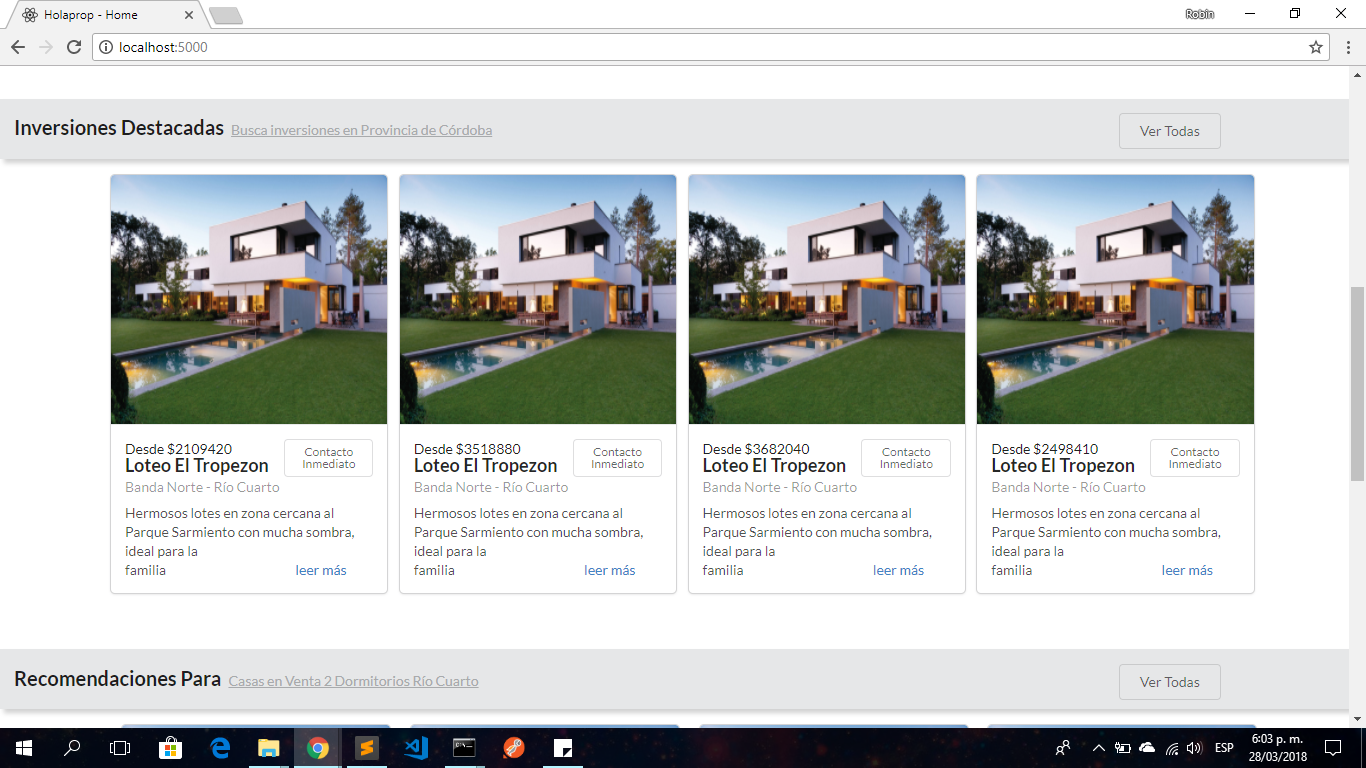 Holaprop - Home
Robin
localhost:5000
Inversiones Destacadas Busca inversiones en Provincia de Córdoba
Ver Todas
Desde $2109420
Loteo El Tropezon
Contacto
Inmediato
Banda Norte - Río Cuarto
Hermosos lotes en zona cercana al
Parque Sarmiento con mucha sombra,
ideal para la
familia
leer más
Desde $3518880
Loteo El Tropezon
Contacto
Inmediato
Banda Norte - Río Cuarto
Hermosos lotes en zona cercana al
Parque Sarmiento con mucha sombra,
ideal para la
familia
leer más
Desde $3682040
Loteo El Tropezon
Contacto
Inmediato
Banda Norte - Río Cuarto
Hermosos lotes en zona cercana al
Parque Sarmiento con mucha sombra,
ideal para la
familia
leer más
Desde $2498410
Loteo El Tropezon
Contacto
Inmediato
Banda Norte - Río Cuarto
Hermosos lotes en zona cercana al
Parque Sarmiento con mucha sombra,
ideal para la
familia
leer más
Recomendaciones Para Casas en Venta 2 Dormitorios Río Cuarto
Ver Todas
ESP
6:03 p. m.
28/03/2018